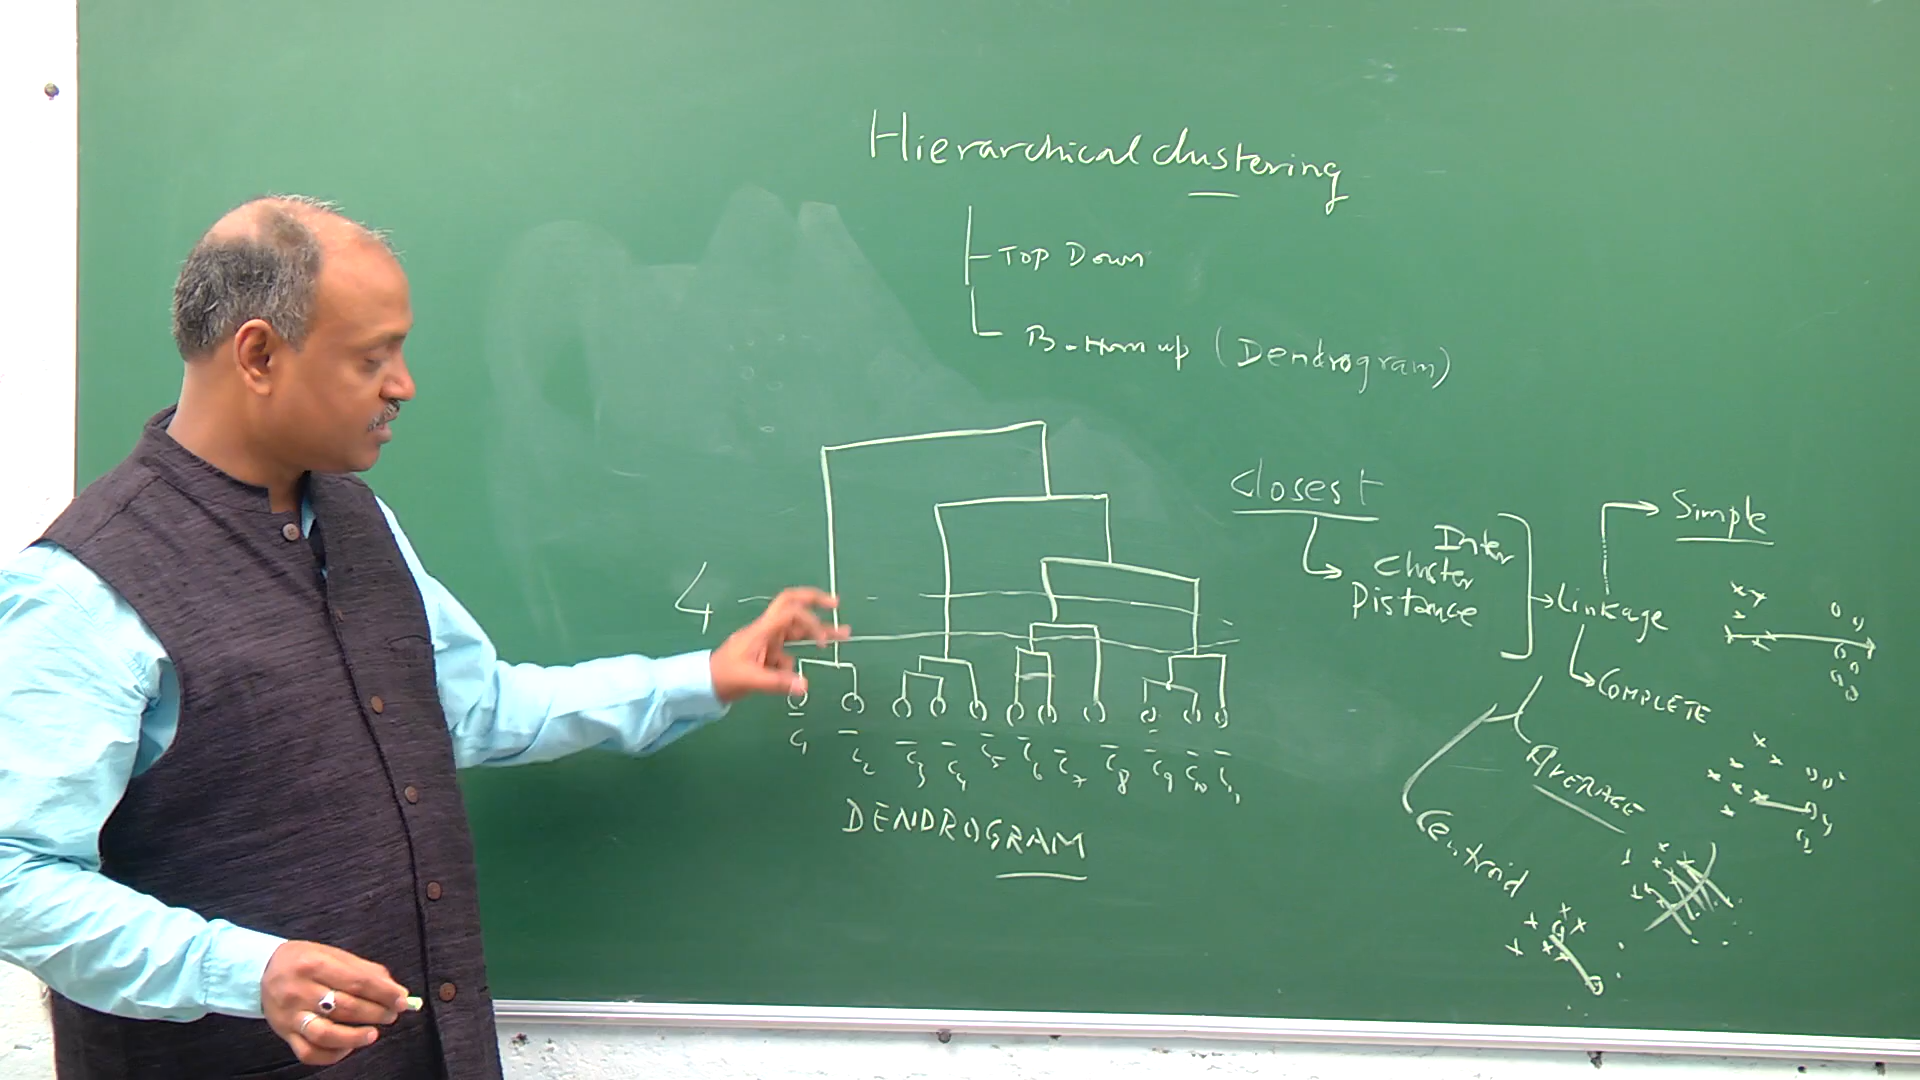 Hierarchical clustering
Top Down
Bottom up (Dendrogram)
4
C1 C2 C3 C4 C5 C6 C7 C8 C9 C10 C11
DENDROGRAM
Closest
Inter
Cluster
Distance
Linkage
Simple
COMPLETE
AVERAGE
Centroid